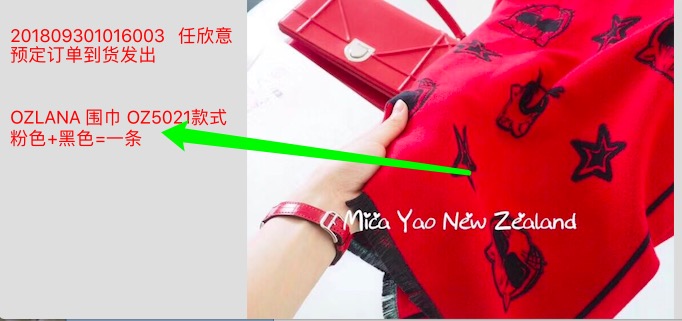 201809301016003 任欣意
预定订单到货发出
OZLANA 围巾 OZ5021款式
粉色+黑色=一条
Mica Yao New Zealand